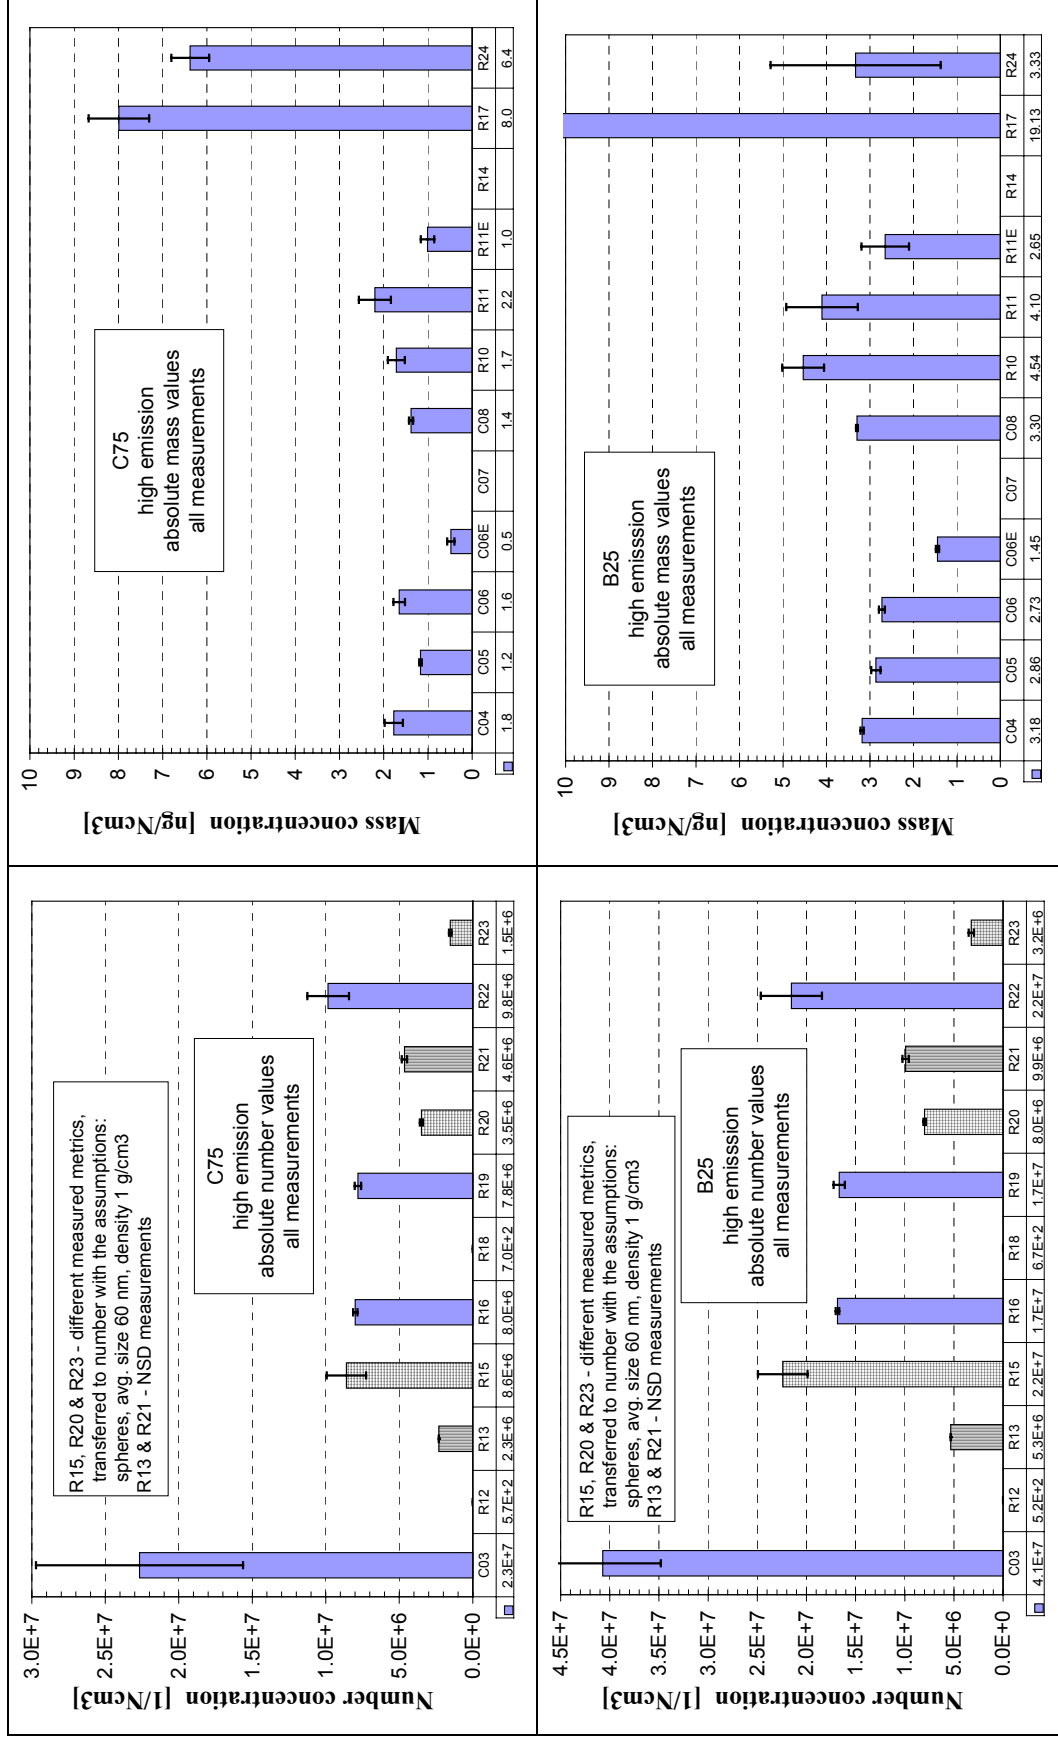 Number concentration [1/Ncm3]
3.0E+7
2.5E+7
2.0E+7
1.5E+7
1.0E+7
5.0E+6
0.0E+0
R15, R20 & R23 - different measured metrics,
transferred to number with the assumptions:
spheres, avg. size 60 nm, density 1 g/cm3
R13 & R21 - NSD measurements
C75
high emission
absolute number values
all measurements
C03 R12 R13 R15 R16 R18 R19 R20 R21 R22 R23
2.3E+7 5.7E+2 2.3E+6 8.6E+6 8.0E+6 7.0E+2 7.8E+6 3.5E+6 4.6E+6 9.8E+6 1.5E+6
Mass concentration [ng/Ncm3]
10
9
8
7
6
5
4
3
2
1
0
C75
high emission
absolute mass values
all measurements
C04 C05 C06 C06E C07 C08 R10 R11 R11E R14 R17 R24
1.8 1.2 1.6 0.5 1.4 1.7 2.2 1.0 8.0 6.4
Number concentration [1/Ncm3]
4.5E+7
4.0E+7
3.5E+7
3.0E+7
2.5E+7
2.0E+7
1.5E+7
1.0E+7
5.0E+6
0.0E+0
R15, R20 & R23 - different measured metrics,
transferred to number with the assumptions:
spheres, avg. size 60 nm, density 1 g/cm3
R13 & R21 - NSD measurements
B25
high emisssion
absolute number values
all measurements
C03 R12 R13 R15 R16 R18 R19 R20 R21 R22 R23
4.1E+7 5.2E+2 5.3E+6 2.2E+7 1.7E+7 6.7E+2 1.7E+7 8.0E+6 9.9E+6 2.2E+7 3.2E+6
Mass concentration [ng/Ncm3]
10
9
8
7
6
5
4
3
2
1
0
B25
high emisssion
absolute mass values
all measurements
C04 C05 C06 C06E C07 C08 R10 R11 R11E R14 R17 R24
3.18 2.86 2.73 1.45 3.30 4.54 4.10 2.65 19.13 3.33